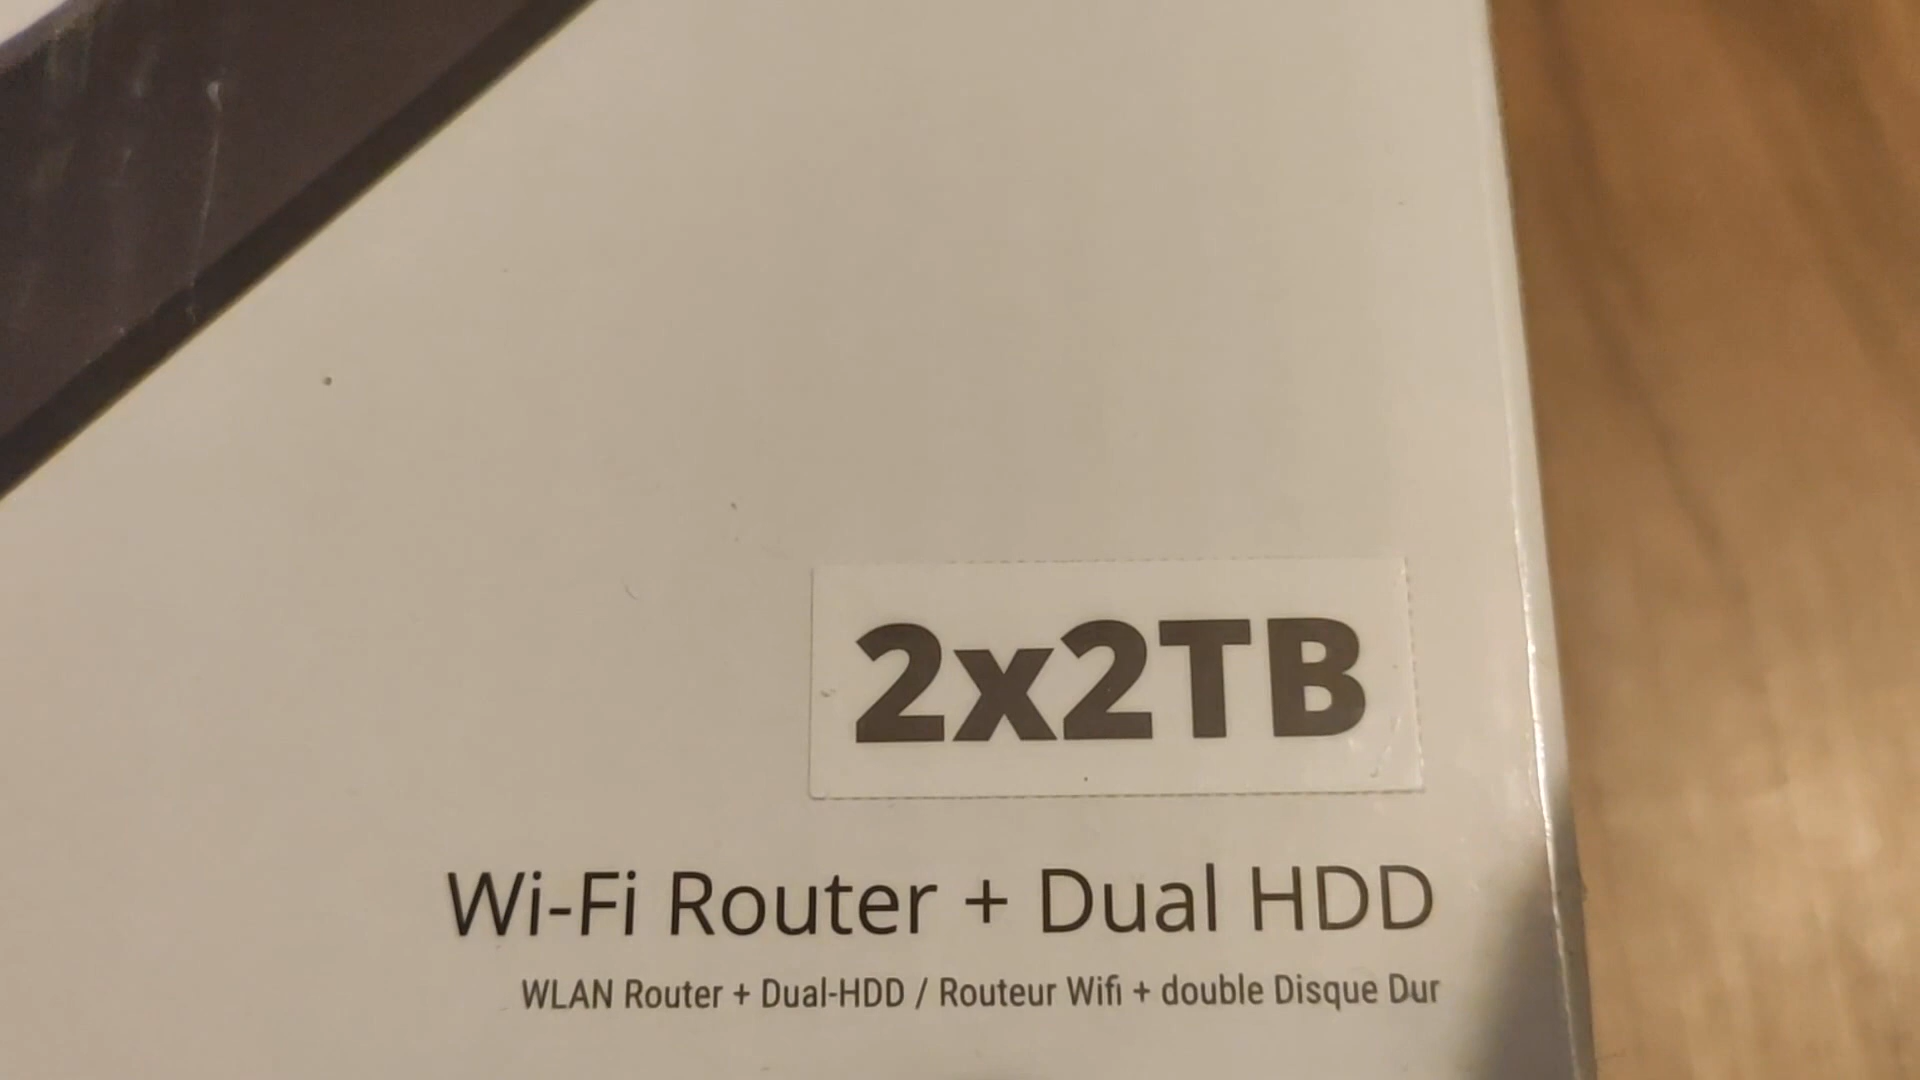 2x2TB
Wi-Fi Router + Dual HDD
WLAN Router + Dual-HDD / Routeur Wifi + double Disque Dur